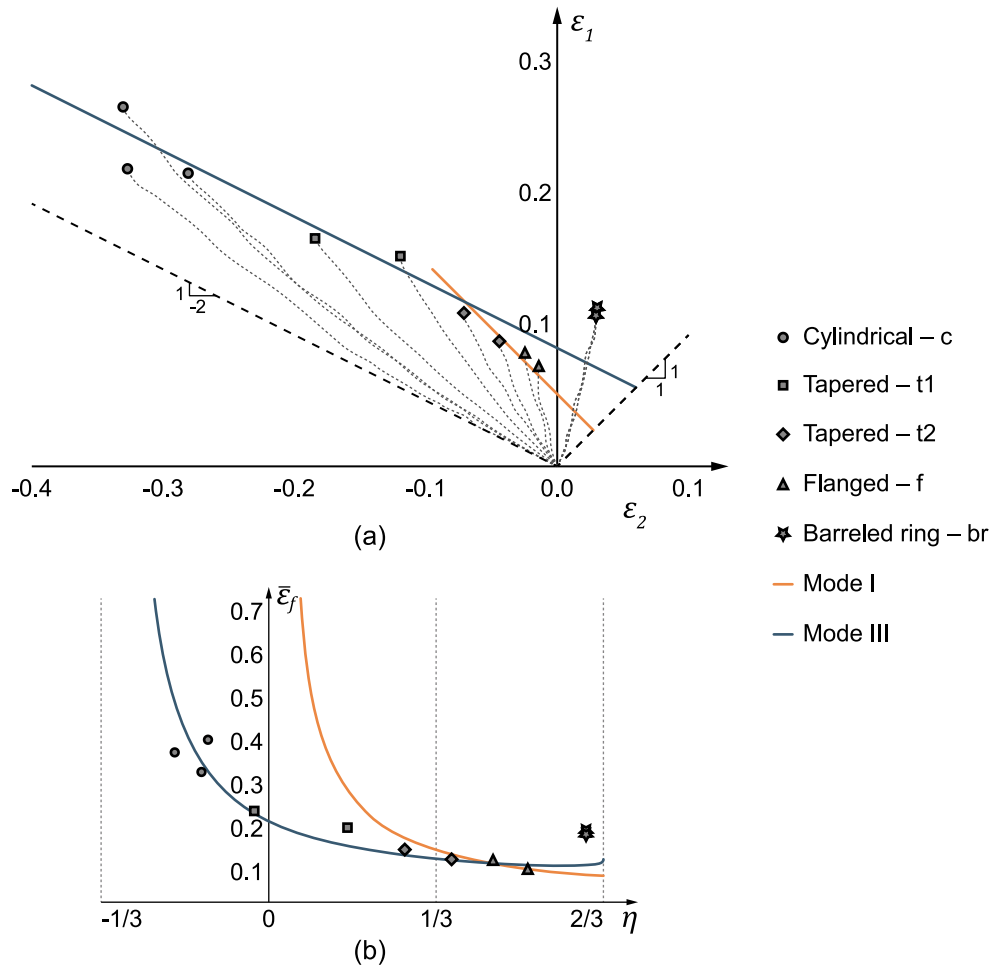 ε1
0.3
0.2
0.1
1
-2
1
1
-0.4
-0.3
-0.2
-0.1
0.0
0.1
ε2
(a)
Cylindrical – c
Tapered – t1
Tapered – t2
Flanged – f
Barreled ring – br
Mode I
Mode III
ε̄f
0.7
0.6
0.5
0.4
0.3
0.2
0.1
-1/3
0
1/3
2/3
η
(b)